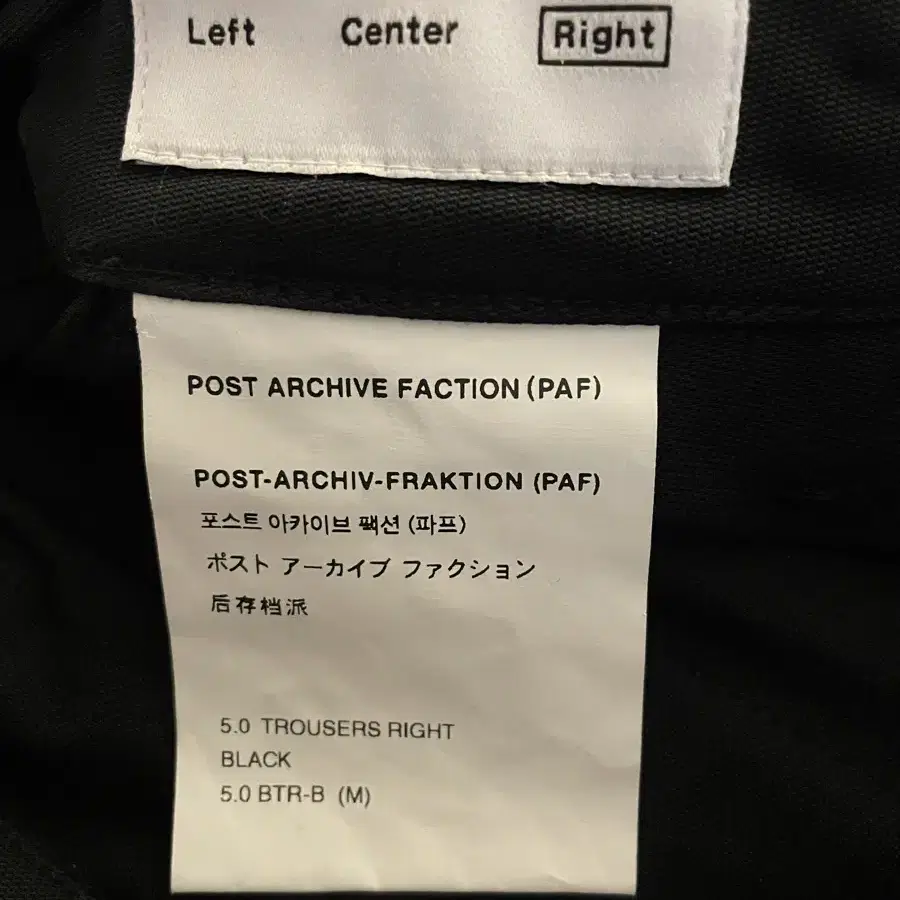 Left Center Right
POST ARCHIVE FACTION (PAF)
POST-ARCHIV-FRAKTION (PAF)
포스트 아카이브 팩션 (파프)
ポスト アーカイブ ファクション
后存档派
5.0 TROUSERS RIGHT
BLACK
5.0 BTR-B (M)